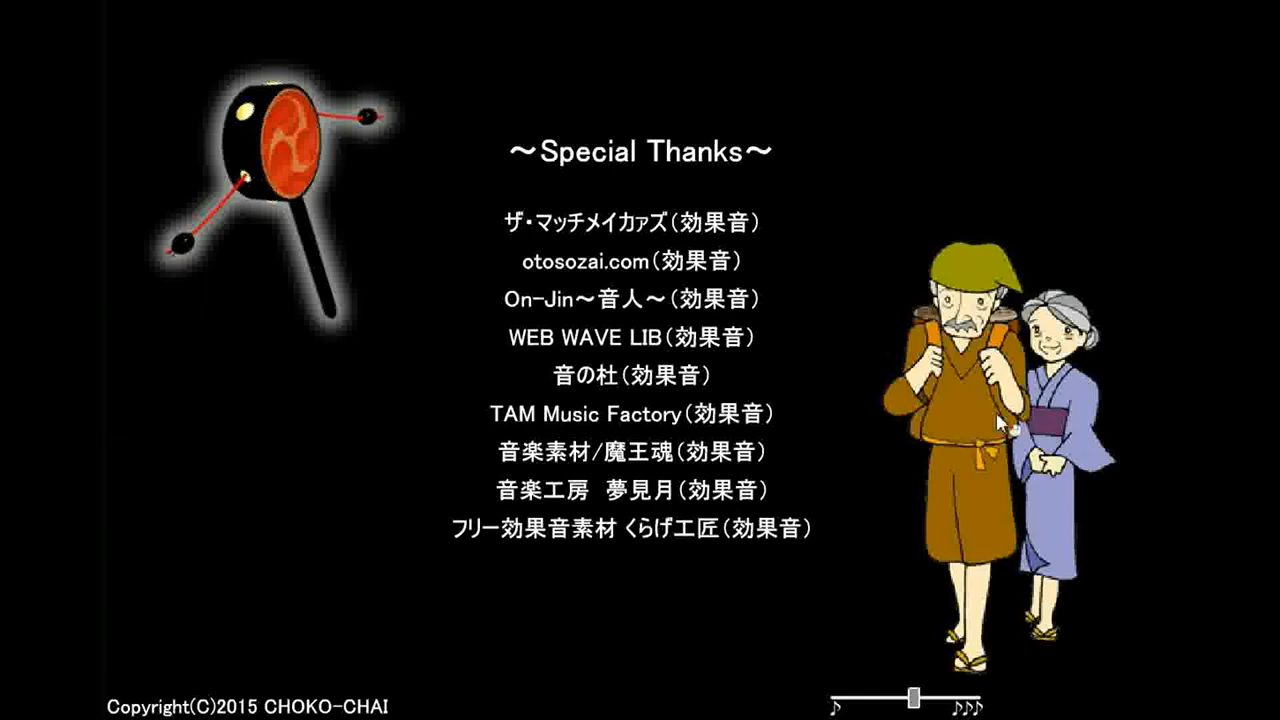 ～Special Thanks～
ザ・マッチメイカァズ（効果音）
otosozai.com（効果音）
On-Jin～音人～（効果音）
WEB WAVE LIB（効果音）
音の杜（効果音）
TAM Music Factory（効果音）
音楽素材/魔王魂（効果音）
音楽工房　夢見月（効果音）
フリー効果音素材 くらげ工匠（効果音）
Copyright(C)2015 CHOKO-CHAI